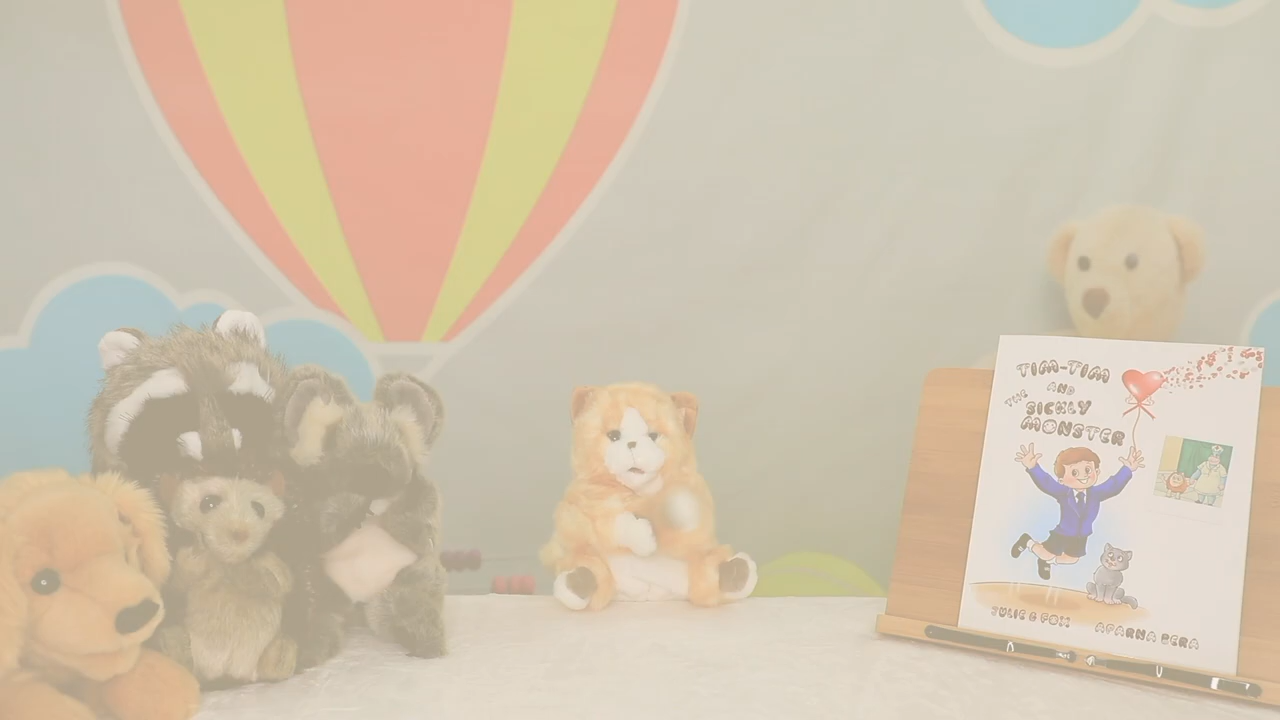 TIM-TIM
AND
THE
SICKLY
MONSTER
JULIE E FOX
APARNA BERA